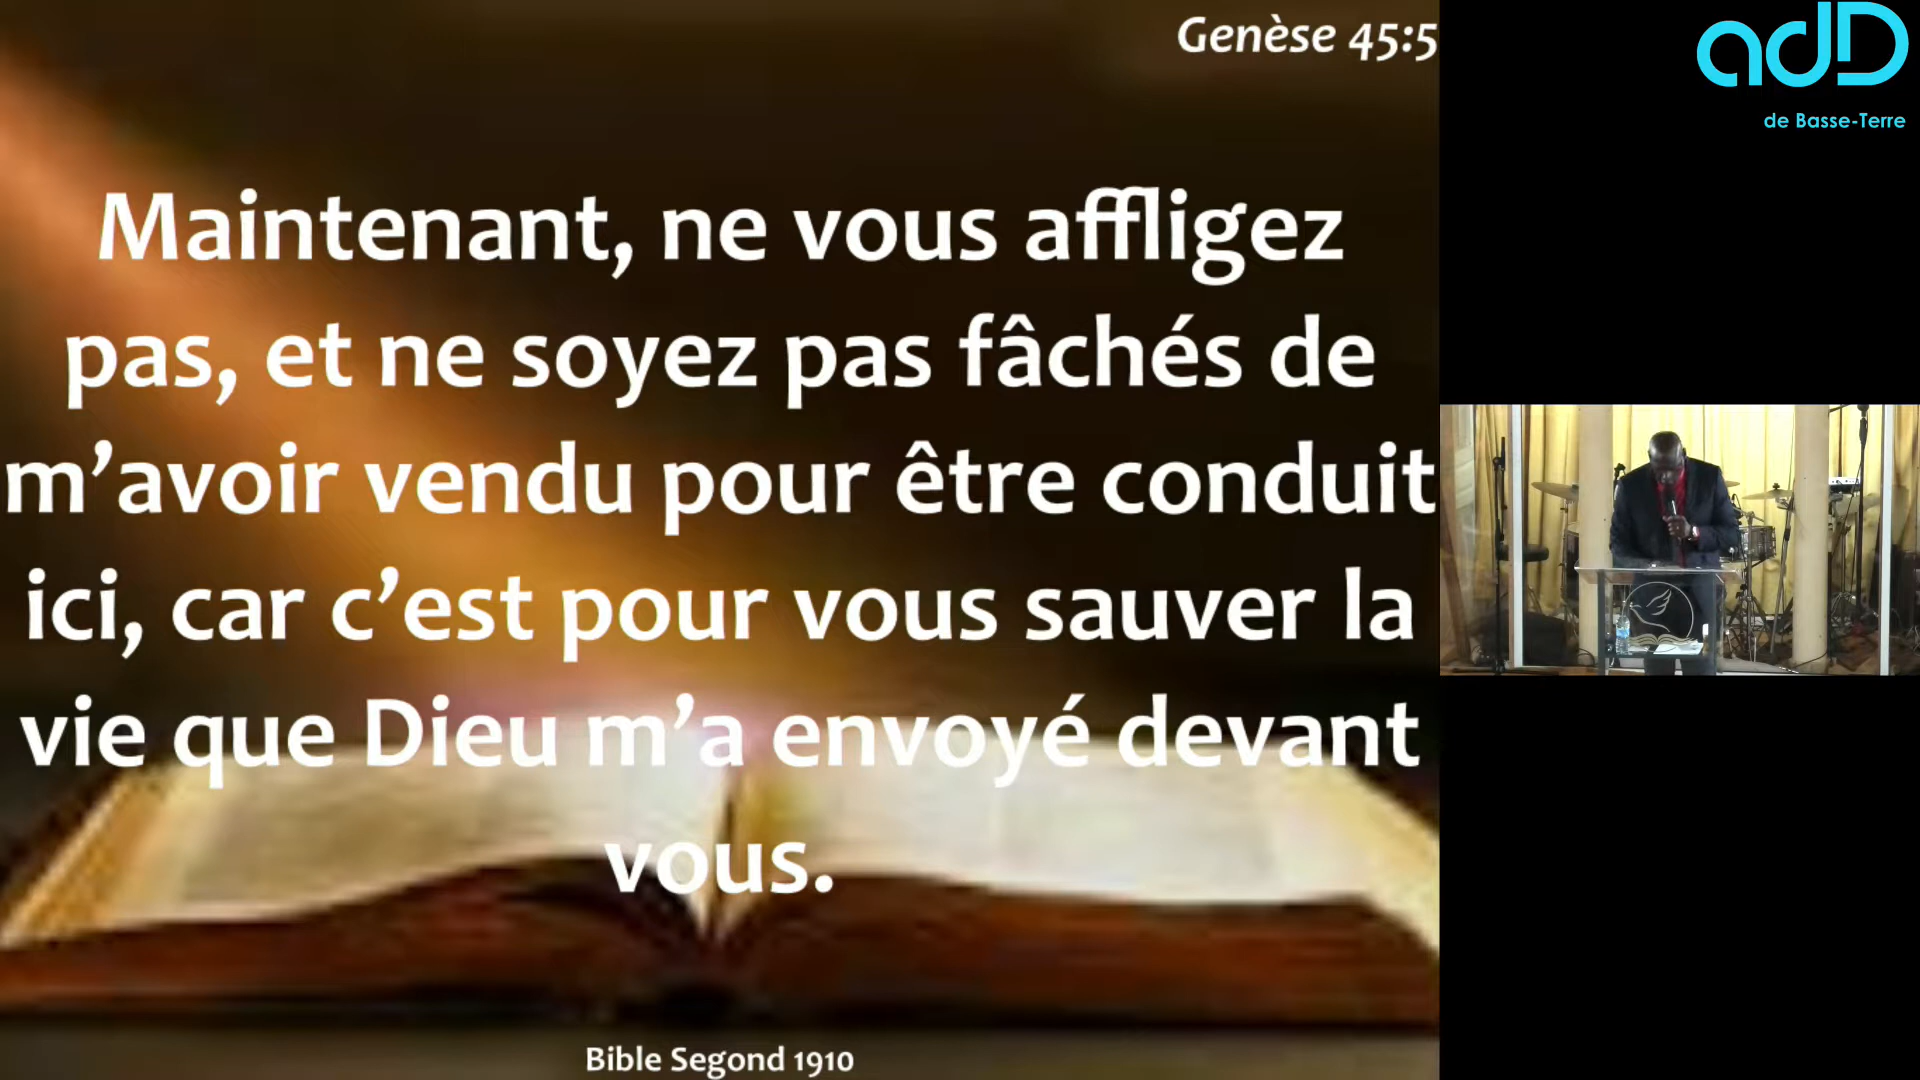 Genèse 45:5
Maintenant, ne vous affligez
pas, et ne soyez pas fâchés de
m’avoir vendu pour être conduit
ici, car c’est pour vous sauver la
vie que Dieu m’a envoyé devant
vous.
Bible Segond 1910
adD
de Basse-Terre